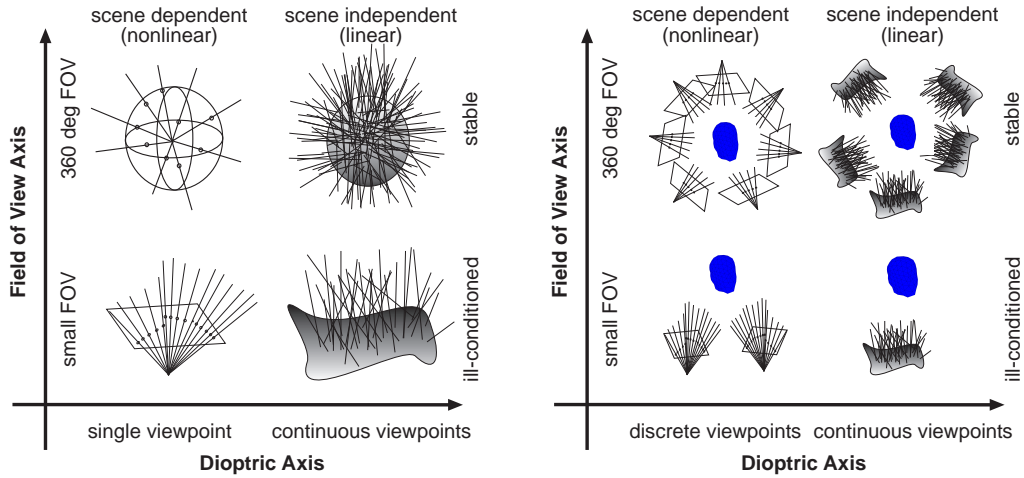 scene dependent
(nonlinear)
scene independent
(linear)
Field of View Axis
360 deg FOV
small FOV
stable
ill-conditioned
single viewpoint
continuous viewpoints
Dioptric Axis
scene dependent
(nonlinear)
scene independent
(linear)
Field of View Axis
360 deg FOV
small FOV
stable
ill-conditioned
discrete viewpoints
continuous viewpoints
Dioptric Axis